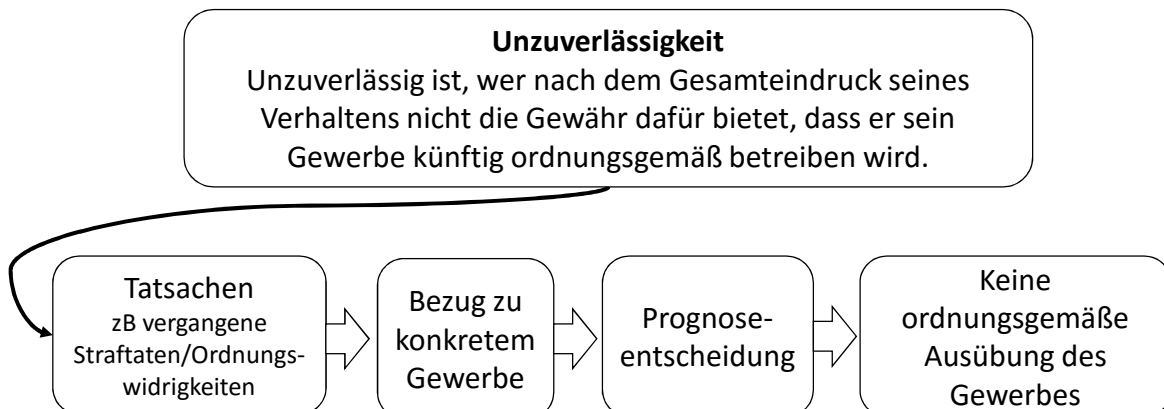 Unzuverlässigkeit
Unzuverlässig ist, wer nach dem Gesamteindruck seines
Verhaltens nicht die Gewähr dafür bietet, dass er sein
Gewerbe künftig ordnungsgemäß betreiben wird.
Tatsachen
zB vergangene
Straftaten/Ordnungs-
widrigkeiten
Bezug zu
konkretem
Gewerbe
Prognose-
entscheidung
Keine
ordnungsgemäße
Ausübung des
Gewerbes